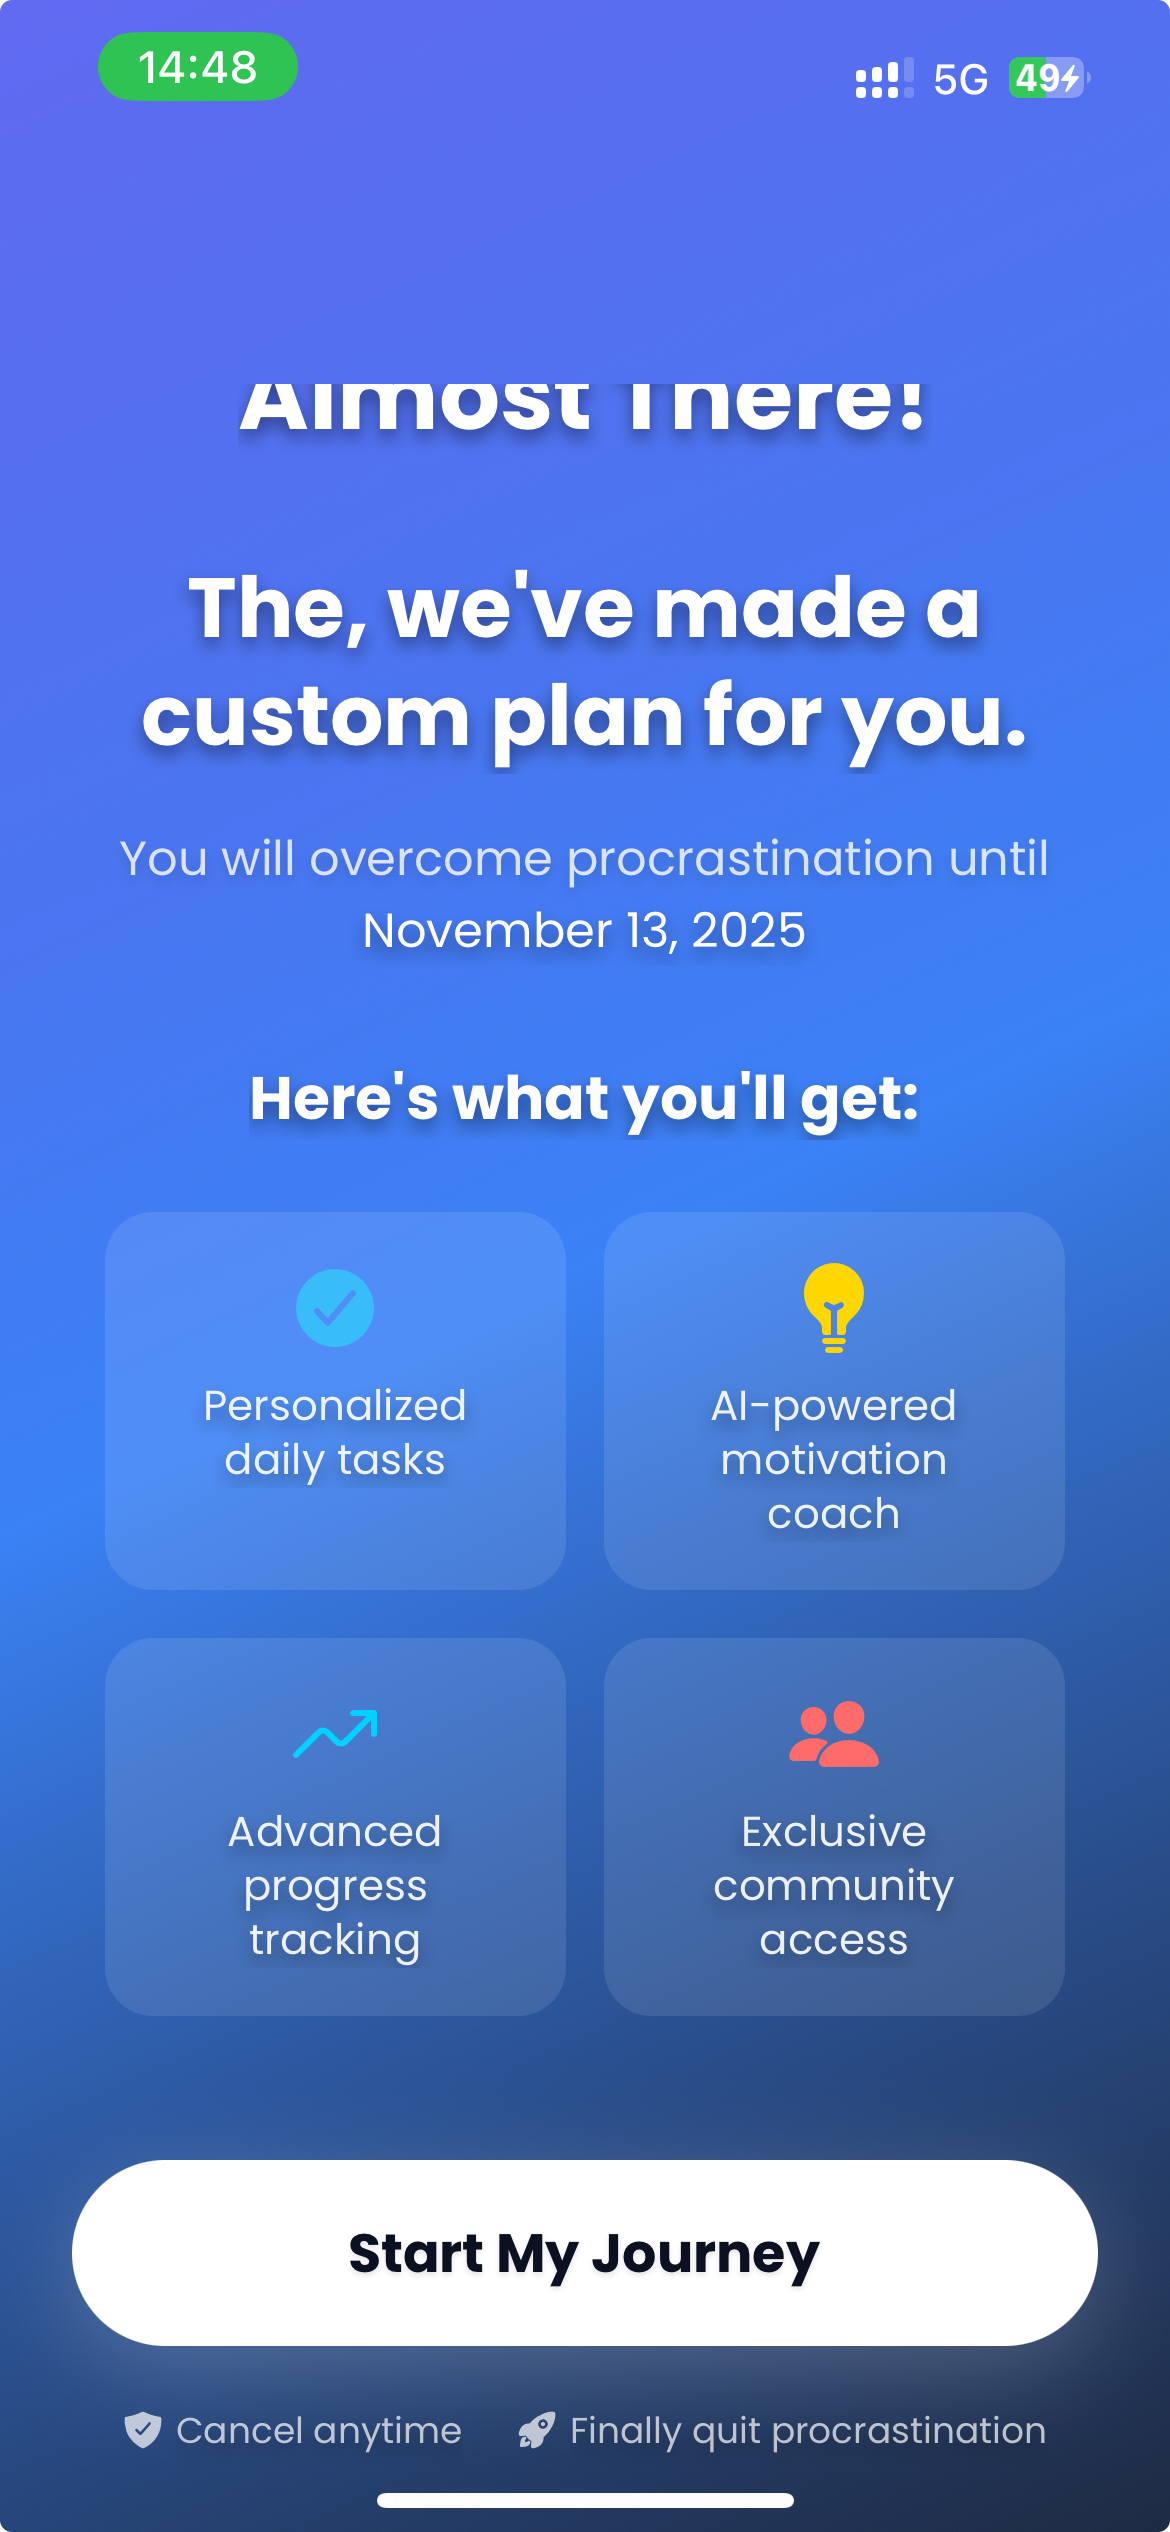 14:48
5G
49
Almost There!
The, we've made a
custom plan for you.
You will overcome procrastination until
November 13, 2025
Here's what you'll get:
Personalized
daily tasks
AI-powered
motivation
coach
Advanced
progress
tracking
Exclusive
community
access
Start My Journey
Cancel anytime
Finally quit procrastination